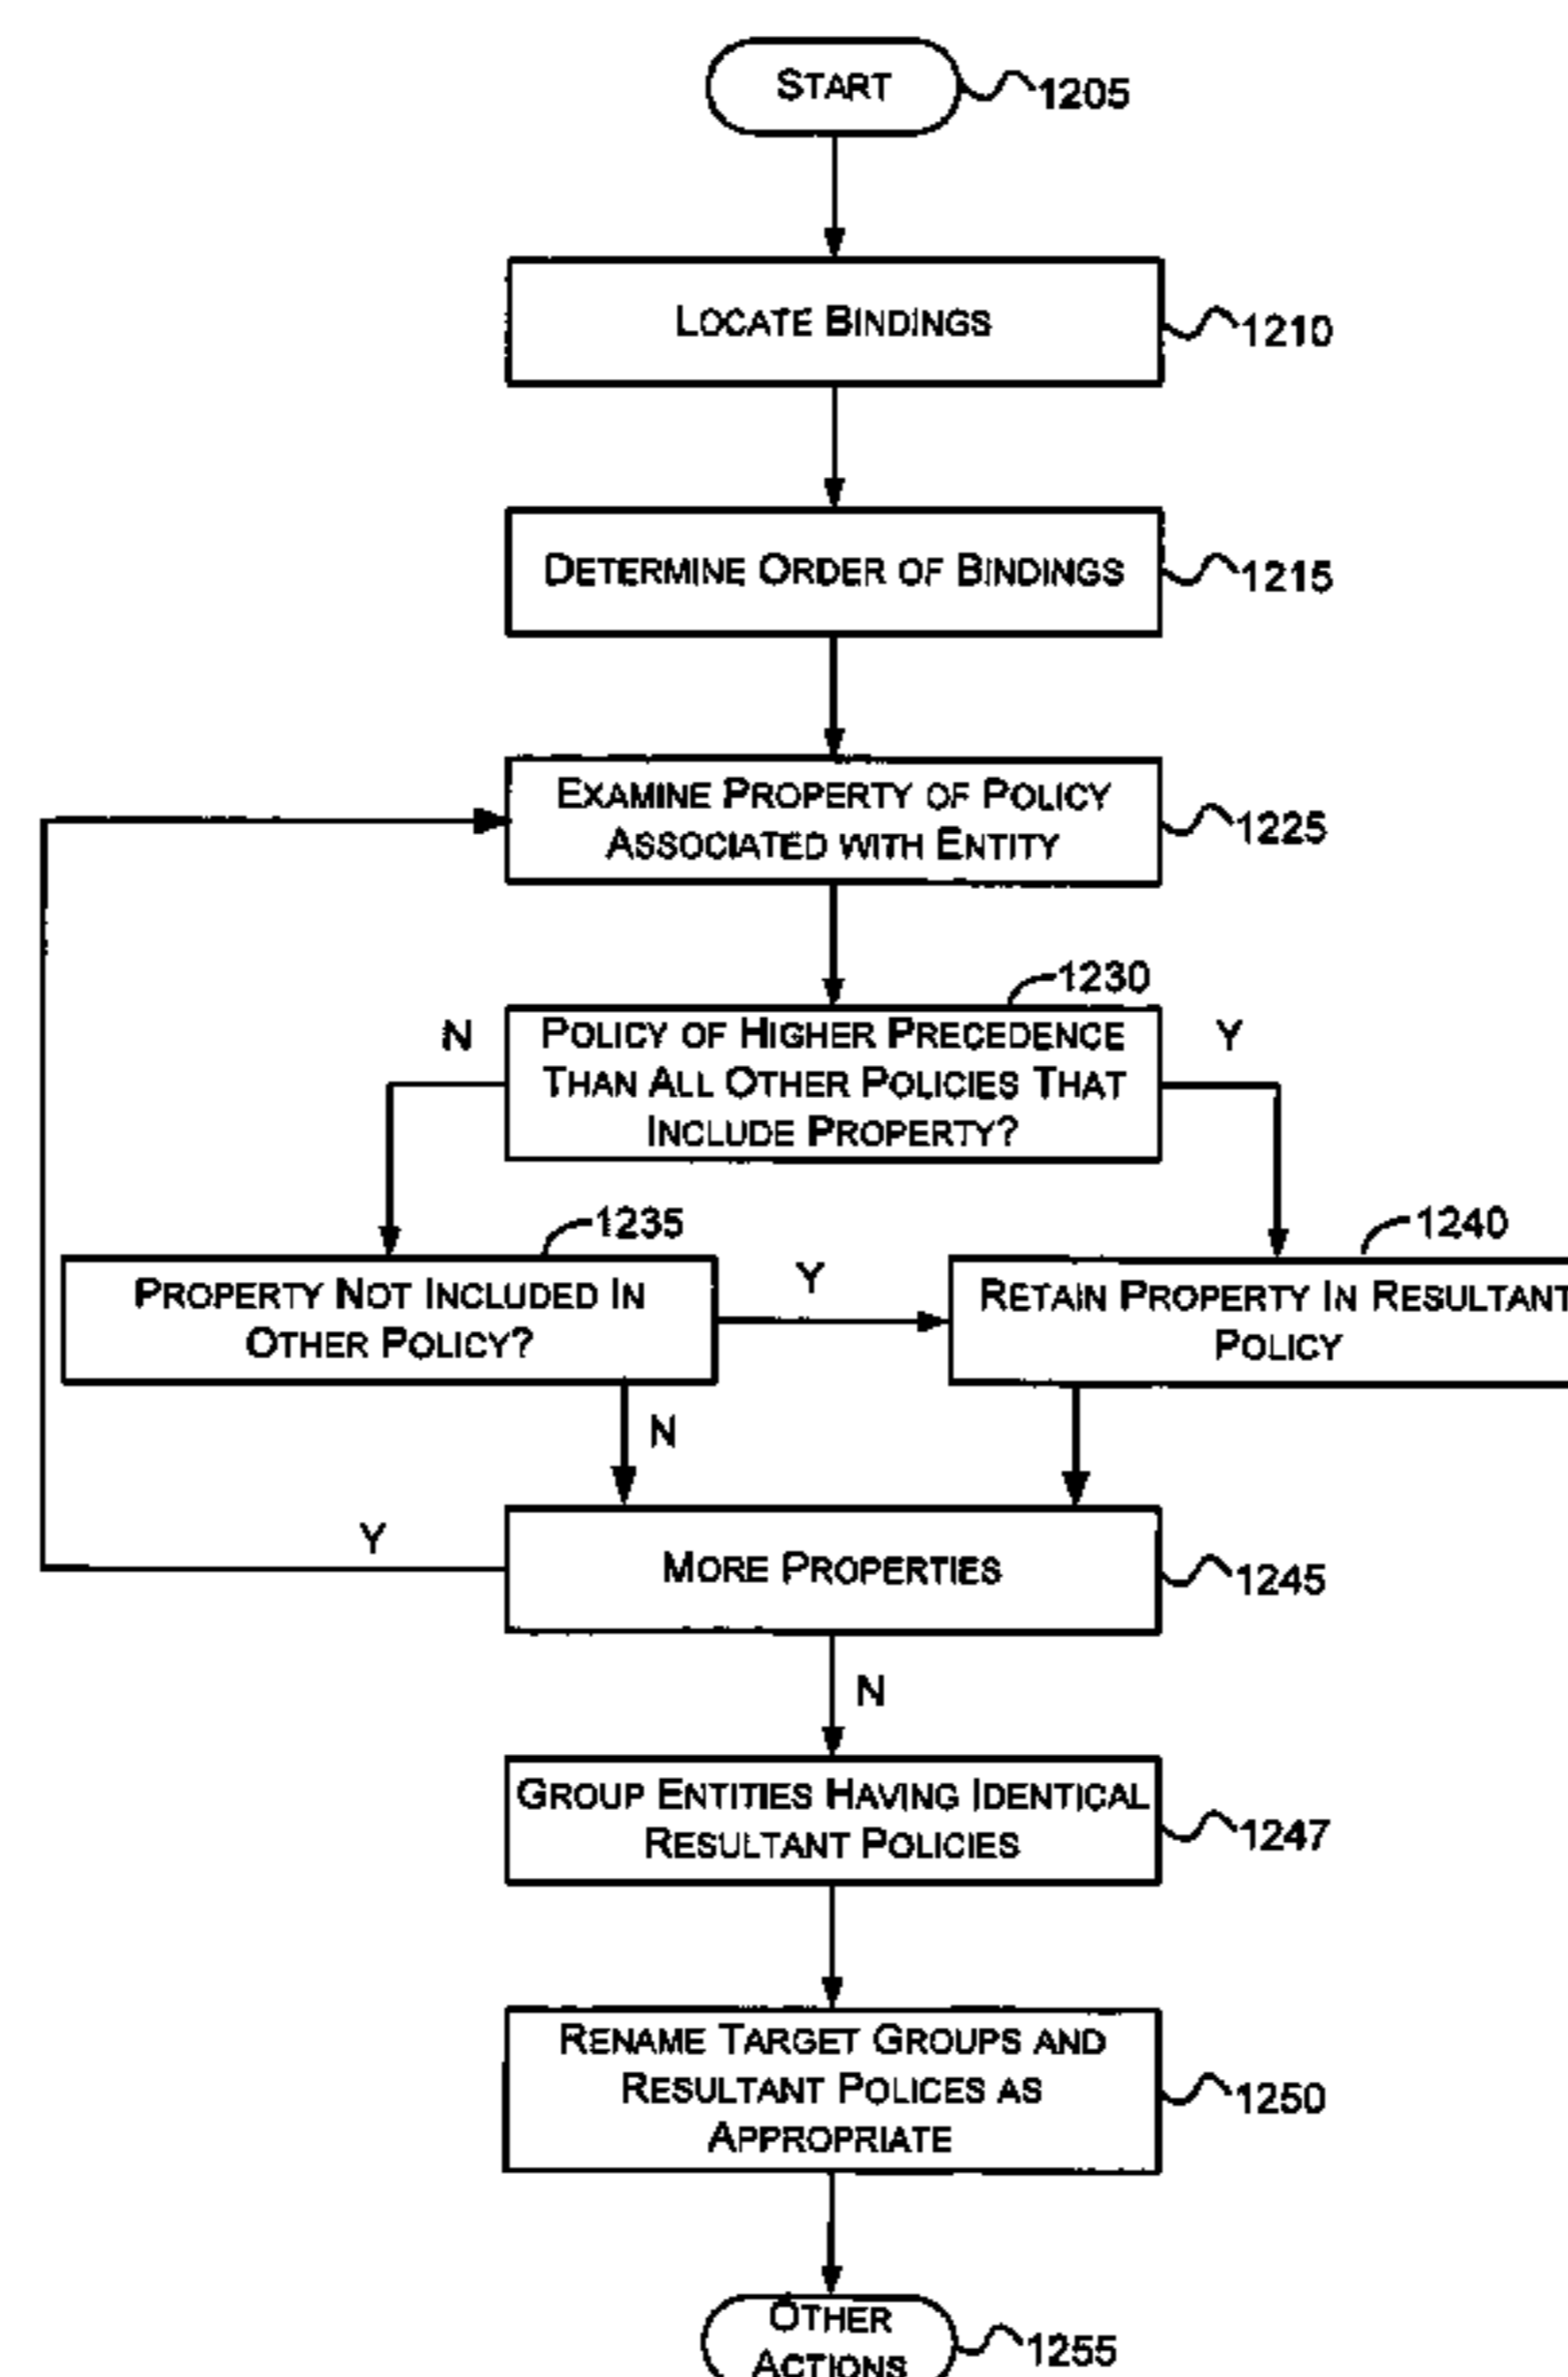 START
1205
LOCATE BINDINGS
1210
DETERMINE ORDER OF BINDINGS
1215
EXAMINE PROPERTY OF POLICY
ASSOCIATED WITH ENTITY
1225
1230
N
POLICY OF HIGHER PRECEDENCE
THAN ALL OTHER POLICIES THAT
INCLUDE PROPERTY?
Y
1235
1240
PROPERTY NOT INCLUDED IN
OTHER POLICY?
Y
RETAIN PROPERTY IN RESULTANT
POLICY
N
Y
MORE PROPERTIES
1245
N
GROUP ENTITIES HAVING IDENTICAL
RESULTANT POLICIES
1247
RENAME TARGET GROUPS AND
RESULTANT POLICES AS
APPROPRIATE
1250
OTHER
ACTIONS
1255